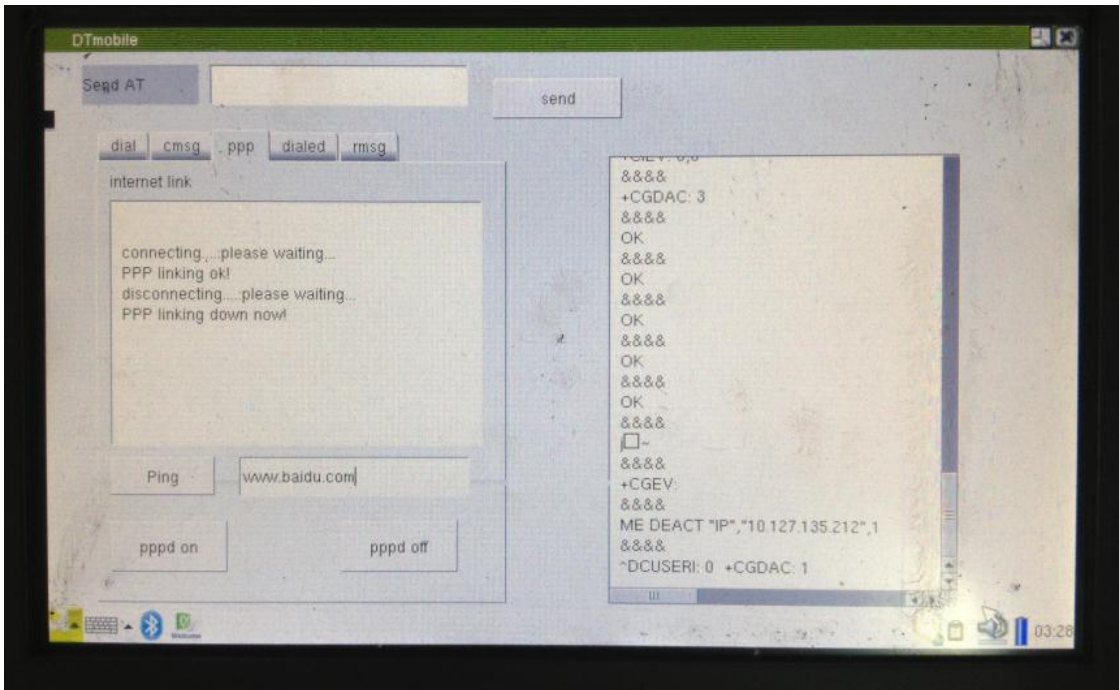 DTmobile
Send AT
send
dial cmsg ppp dialed rmsg
internet link
connecting....:please waiting...
PPP linking ok!
disconnecting....:please waiting...
PPP linking down now!
Ping www.baidu.com
pppd on pppd off
&&&&
+CGDAC: 3
&&&&
OK
&&&&
OK
&&&&
OK
&&&&
OK
&&&&
OK
&&&&
~
&&&&
+CGEV:
&&&&
ME DEACT "IP","10.127.135.212",1
&&&&
^DCUSERI: 0 +CGDAC: 1
Welcome
03:28